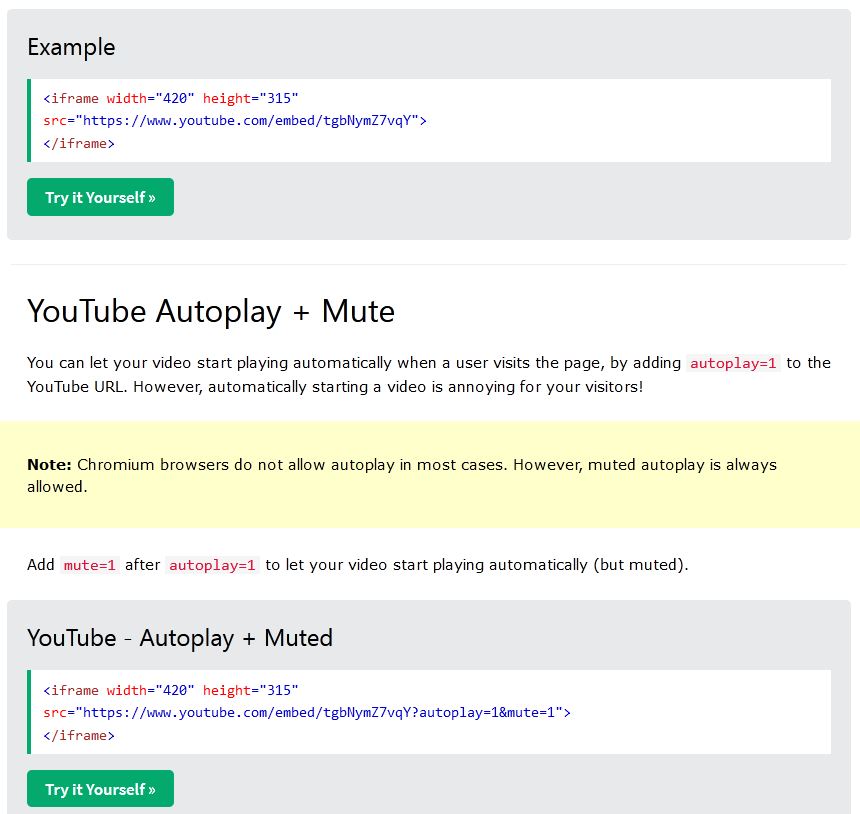 Example
<iframe width="420" height="315"
src="https://www.youtube.com/embed/tgbNymZ7vqY">
</iframe>
Try it Yourself »
YouTube Autoplay + Mute
You can let your video start playing automatically when a user visits the page, by adding autoplay=1 to the
YouTube URL. However, automatically starting a video is annoying for your visitors!
Note: Chromium browsers do not allow autoplay in most cases. However, muted autoplay is always
allowed.
Add mute=1 after autoplay=1 to let your video start playing automatically (but muted).
YouTube - Autoplay + Muted
<iframe width="420" height="315"
src="https://www.youtube.com/embed/tgbNymZ7vqY?autoplay=1&mute=1">
</iframe>
Try it Yourself »